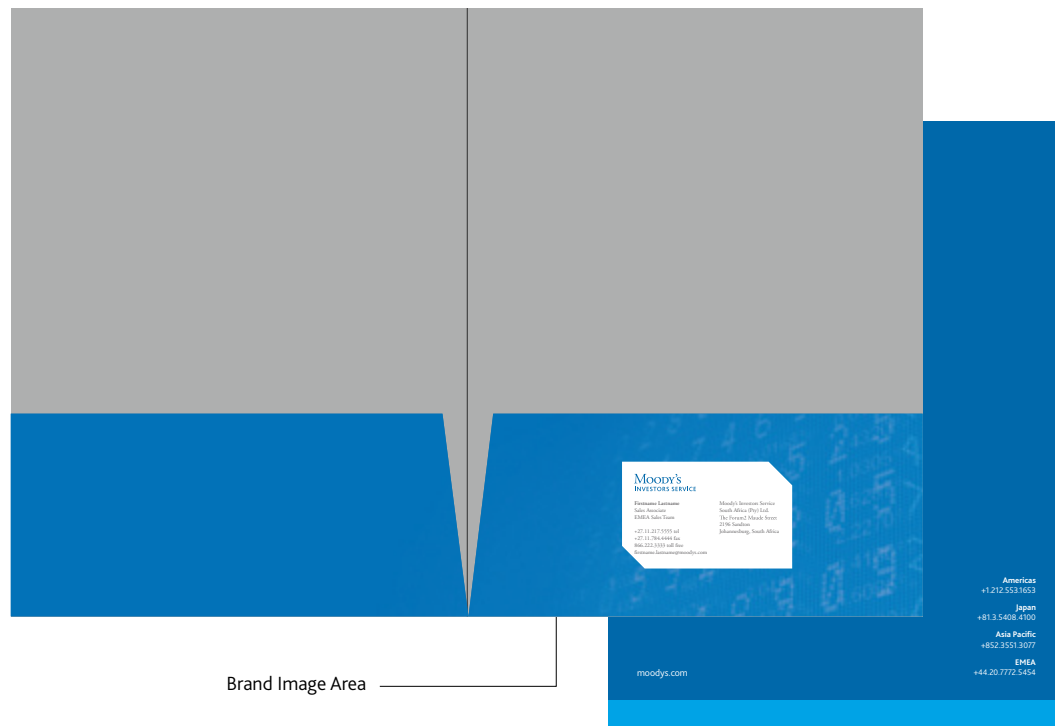 MOODY'S
INVESTORS SERVICE
Firstname Lastname
Sales Associate
EMEA Sales Team
+27.11.217.5555 tel
+27.11.784.4444 fax
866.222.3333 toll free
firstname.lastname@moodys.com
Moody's Investors Service
South Africa (Pty) Ltd.
The Forum2 Maude Street
2196 Sandton
Johannesburg, South Africa
Americas
+1.212.553.1653
Japan
+81.3.5408.4100
Asia Pacific
+852.3551.3077
EMEA
+44.20.7772.5454
moodys.com
Brand Image Area